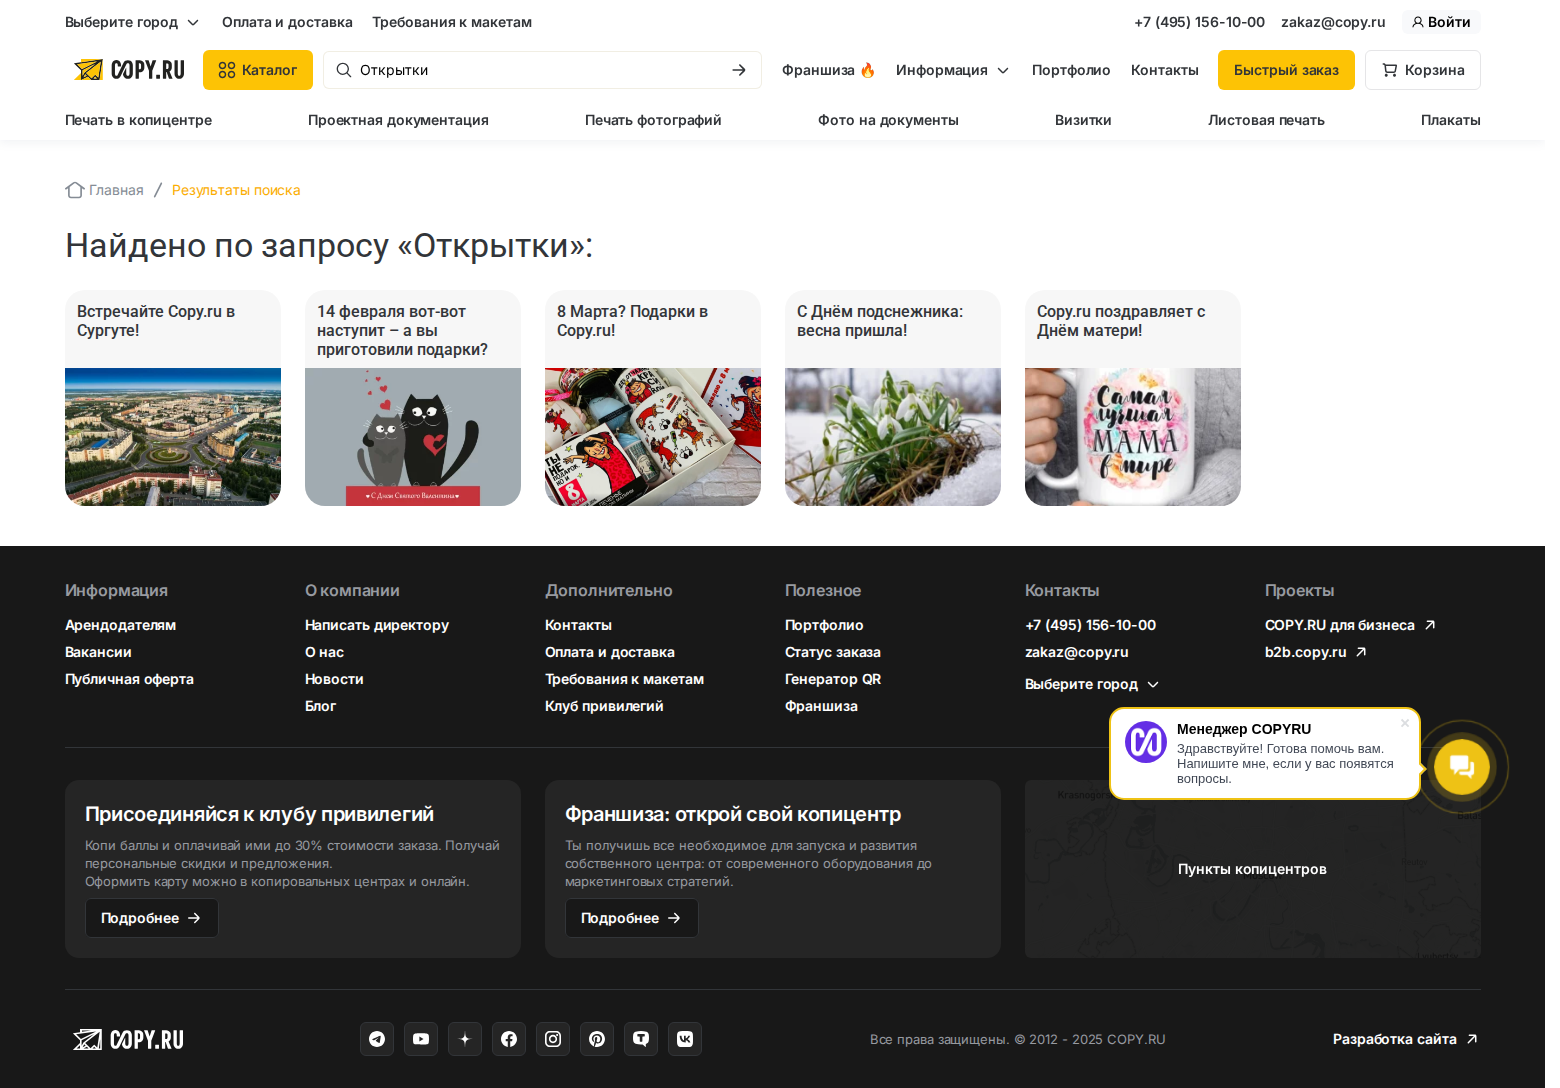 Выберите город
Оплата и доставка
Требования к макетам
+7 (495) 156-10-00
zakaz@copy.ru
Войти
COPY.RU
Каталог
Открытки
Франшиза 🔥
Информация
Портфолио
Контакты
Быстрый заказ
Корзина
Печать в копицентре
Проектная документация
Печать фотографий
Фото на документы
Визитки
Листовая печать
Плакаты
Главная / Результаты поиска
Найдено по запросу «Открытки»:
Встречайте Copy.ru в
Сургуте!
14 февраля вот-вот
наступит – а вы
приготовили подарки?
♥ С Днем Святого Валентина ♥
8 Марта? Подарки в
Copy.ru!
ТЫ
НЕ
ПОДАРОК,
НО И
8
С Днём подснежника:
весна пришла!
Copy.ru поздравляет с
Днём матери!
Самая
лучшая
МАМА
в мире
Информация
Арендодателям
Вакансии
Публичная оферта
О компании
Написать директору
О нас
Новости
Блог
Дополнительно
Контакты
Оплата и доставка
Требования к макетам
Клуб привилегий
Полезное
Портфолио
Статус заказа
Генератор QR
Франшиза
Контакты
+7 (495) 156-10-00
zakaz@copy.ru
Выберите город
Проекты
COPY.RU для бизнеса
b2b.copy.ru
Менеджер COPYRU
Здравствуйте! Готова помочь вам.
Напишите мне, если у вас появятся
вопросы.
Присоединяйся к клубу привилегий
Копи баллы и оплачивай ими до 30% стоимости заказа. Получай
персональные скидки и предложения.
Оформить карту можно в копировальных центрах и онлайн.
Подробнее
Франшиза: открой свой копицентр
Ты получишь все необходимое для запуска и развития
собственного центра: от современного оборудования до
маркетинговых стратегий.
Подробнее
Пункты копицентров
COPY.RU
Все права защищены. © 2012 - 2025 COPY.RU
Разработка сайта